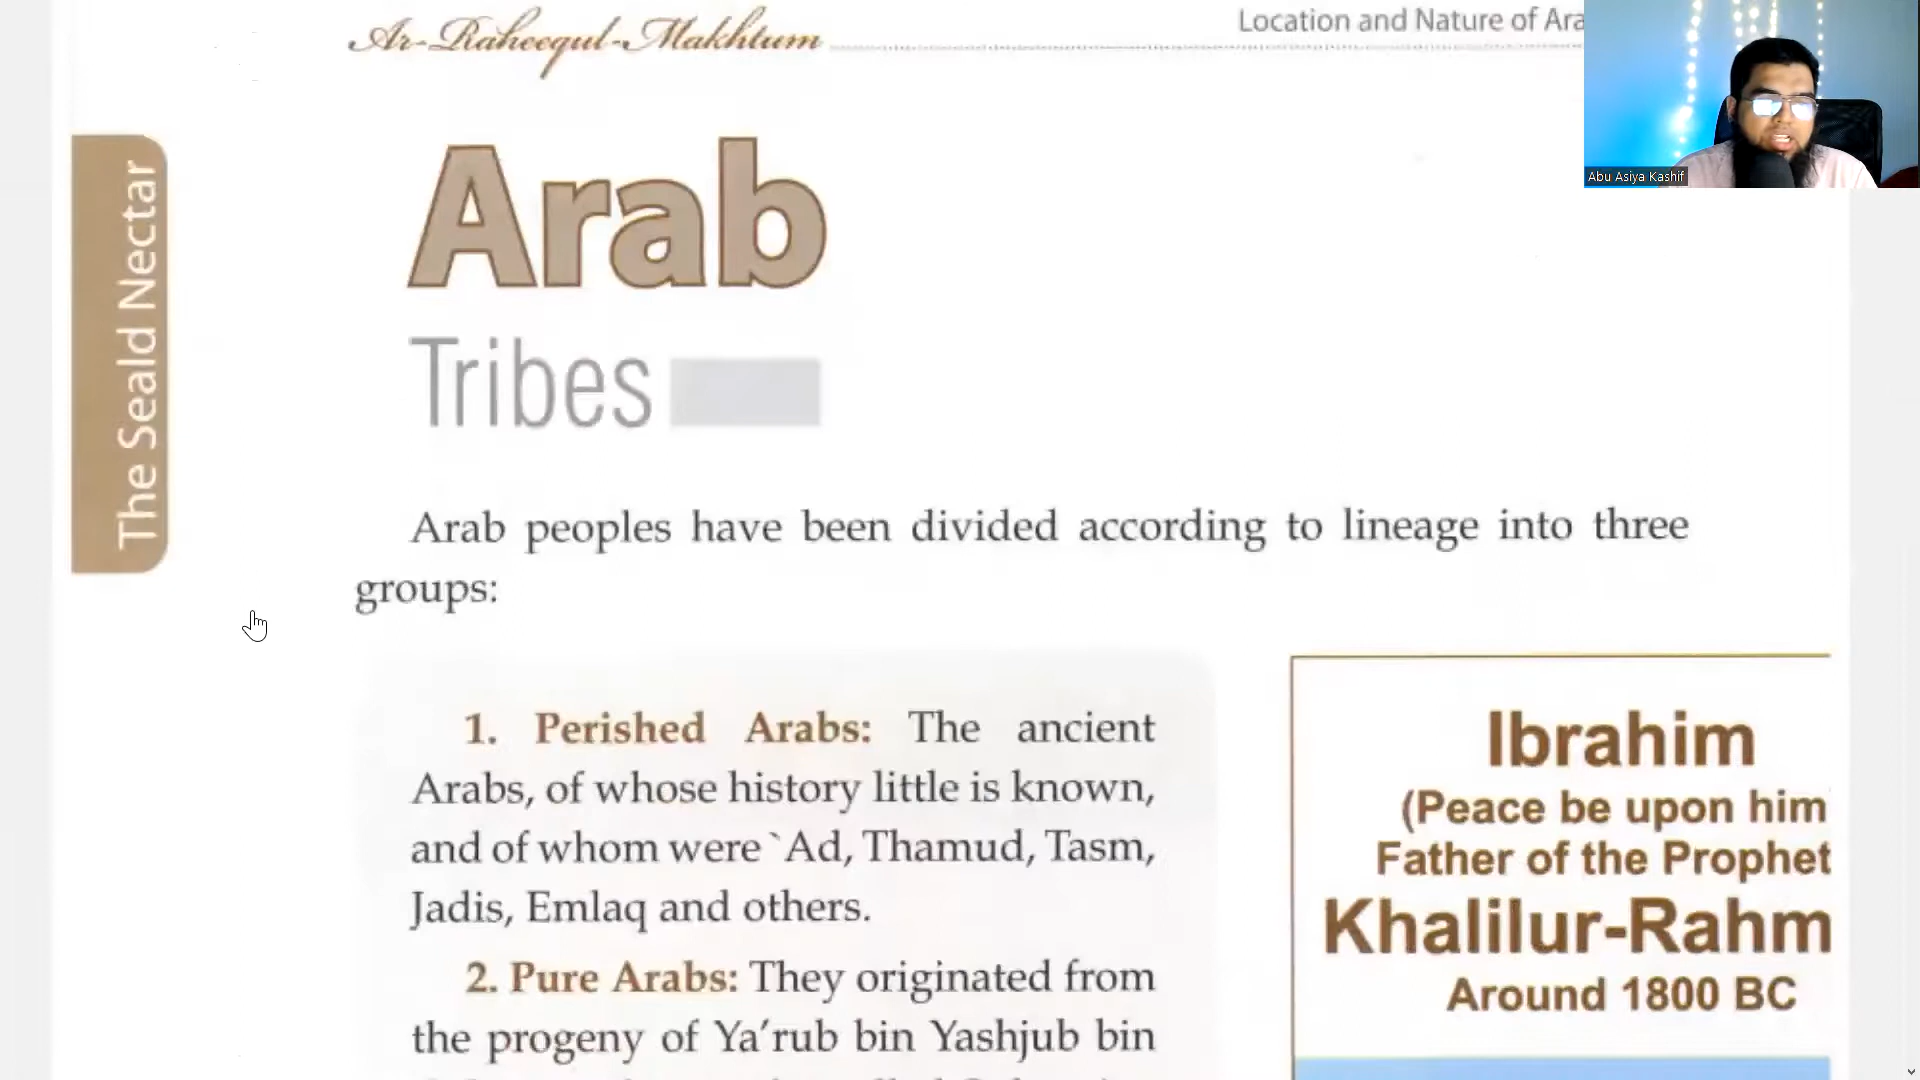 Ar-Raheequl-Makhtum
Location and Nature of Ara
Abu Asiya Kashif
The Seald Nectar
Arab
Tribes
Arab peoples have been divided according to lineage into three
groups:
1. Perished Arabs: The ancient
Arabs, of whose history little is known,
and of whom were `Ad, Thamud, Tasm,
Jadis, Emlaq and others.
2. Pure Arabs: They originated from
the progeny of Ya'rub bin Yashjub bin
Ibrahim
(Peace be upon him
Father of the Prophet
Khalilur-Rahm
Around 1800 BC